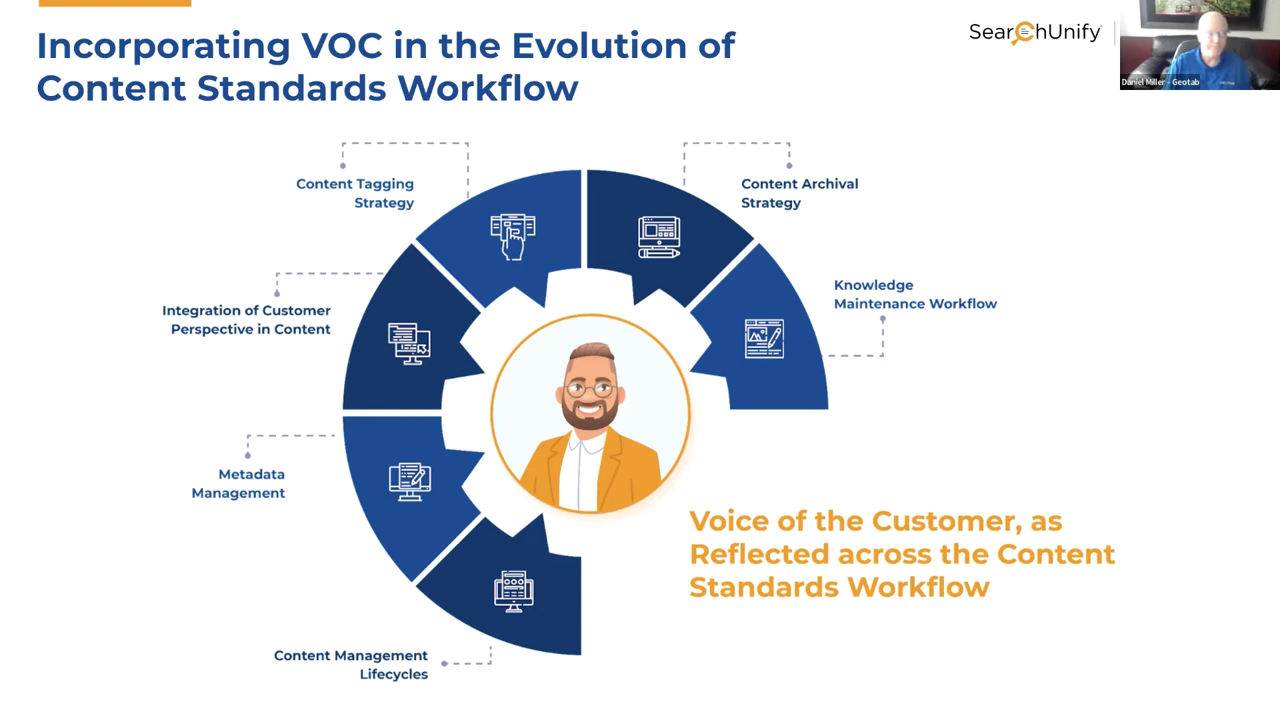 Incorporating VOC in the Evolution of
Content Standards Workflow
SearchUnify
Daniel Miller - Geotab
Content Tagging
Strategy
Content Archival
Strategy
Integration of Customer
Perspective in Content
Knowledge
Maintenance Workflow
Metadada
Management
Content Management
Lifecycles
Voice of the Customer, as
Reflected across the Content
Standards Workflow